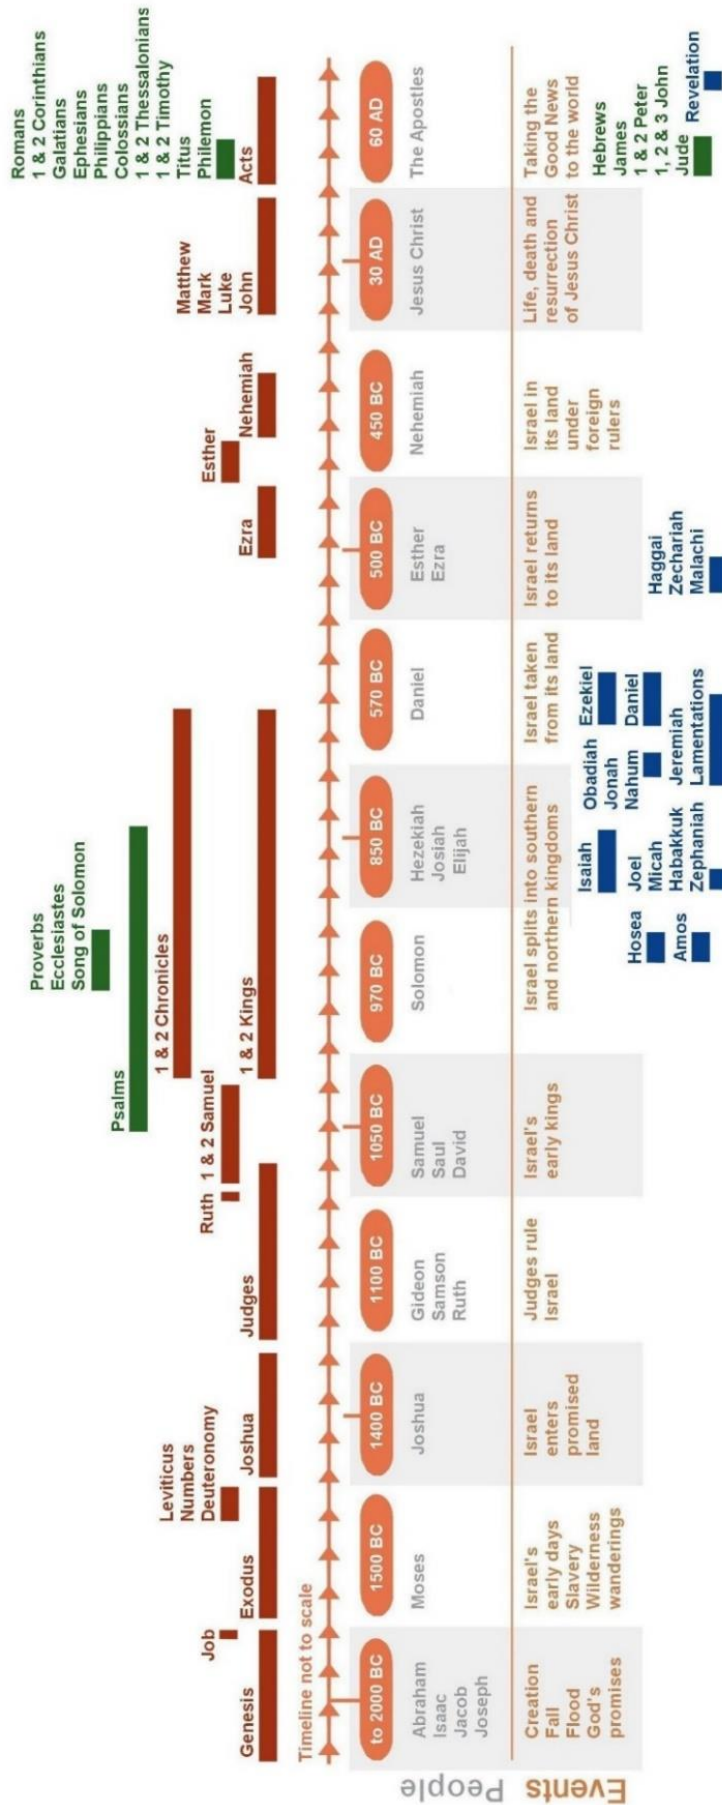 Romans
1 & 2 Corinthians
Galatians
Ephesians
Philippians
Colossians
1 & 2 Thessalonians
1 & 2 Timothy
Titus
Philemon
Proverbs
Ecclesiastes
Song of Solomon
Psalms
1 & 2 Chronicles
Matthew
Mark
Luke
John
Leviticus
Numbers
Deuteronomy
Job
Ruth
1 & 2 Samuel
Esther
Genesis
Exodus
Joshua
Judges
1 & 2 Kings
Ezra
Nehemiah
Acts
Timeline not to scale
to 2000 BC
1500 BC
1400 BC
1100 BC
1050 BC
970 BC
850 BC
570 BC
500 BC
450 BC
30 AD
60 AD
People
Abraham
Isaac
Jacob
Joseph
Moses
Joshua
Gideon
Samson
Ruth
Samuel
Saul
David
Solomon
Hezekiah
Josiah
Elijah
Daniel
Esther
Ezra
Nehemiah
Jesus Christ
The Apostles
Events
Creation
Fall
Flood
God's
promises
Israel's
early days
Slavery
Wilderness
wanderings
Israel
enters
promised
land
Judges rule
Israel
Israel's
early kings
Israel splits into southern
and northern kingdoms
Israel taken
from its land
Israel returns
to its land
Israel in
its land
under
foreign
rulers
Life, death and
resurrection
of Jesus Christ
Taking the
Good News
to the world
Hosea
Amos
Isaiah
Joel
Micah
Habakkuk
Zephaniah
Obadiah
Jonah
Nahum
Ezekiel
Daniel
Jeremiah
Lamentations
Haggai
Zechariah
Malachi
Hebrews
James
1 & 2 Peter
1, 2 & 3 John
Jude
Revelation